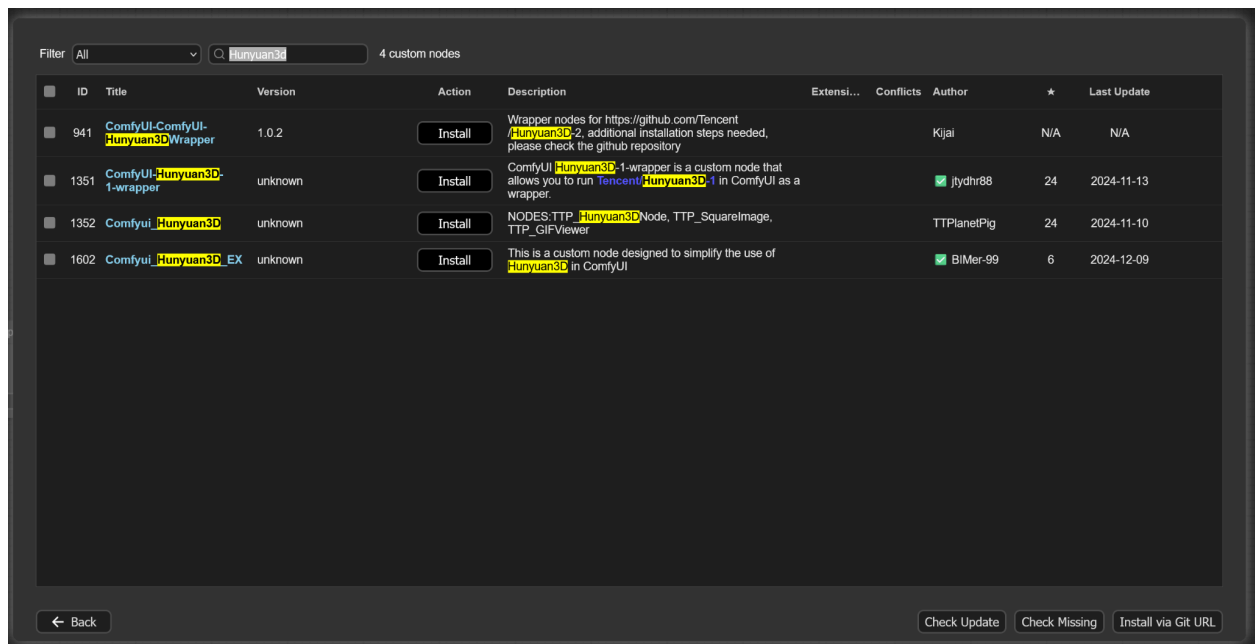 Filter All Hunyuan3d 4 custom nodes
ID Title Version Action Description Extensi... Conflicts Author ★ Last Update
941 ComfyUI-ComfyUI-
Hunyuan3DWrapper 1.0.2 Install Wrapper nodes for https://github.com/Tencent
/Hunyuan3D-2, additional installation steps needed,
please check the github repository Kijai N/A N/A
1351 ComfyUI-Hunyuan3D-
1-wrapper unknown Install ComfyUI Hunyuan3D-1-wrapper is a custom node that
allows you to run Tencent/Hunyuan3D-1 in ComfyUI as a
wrapper. jtydhr88 24 2024-11-13
1352 Comfyui_Hunyuan3D unknown Install NODES:TTP_Hunyuan3DNode, TTP_SquareImage,
TTP_GIFViewer TTPlanetPig 24 2024-11-10
1602 Comfyui_Hunyuan3D_EX unknown Install This is a custom node designed to simplify the use of
Hunyuan3D in ComfyUI BIMer-99 6 2024-12-09
Back Check Update Check Missing Install via Git URL